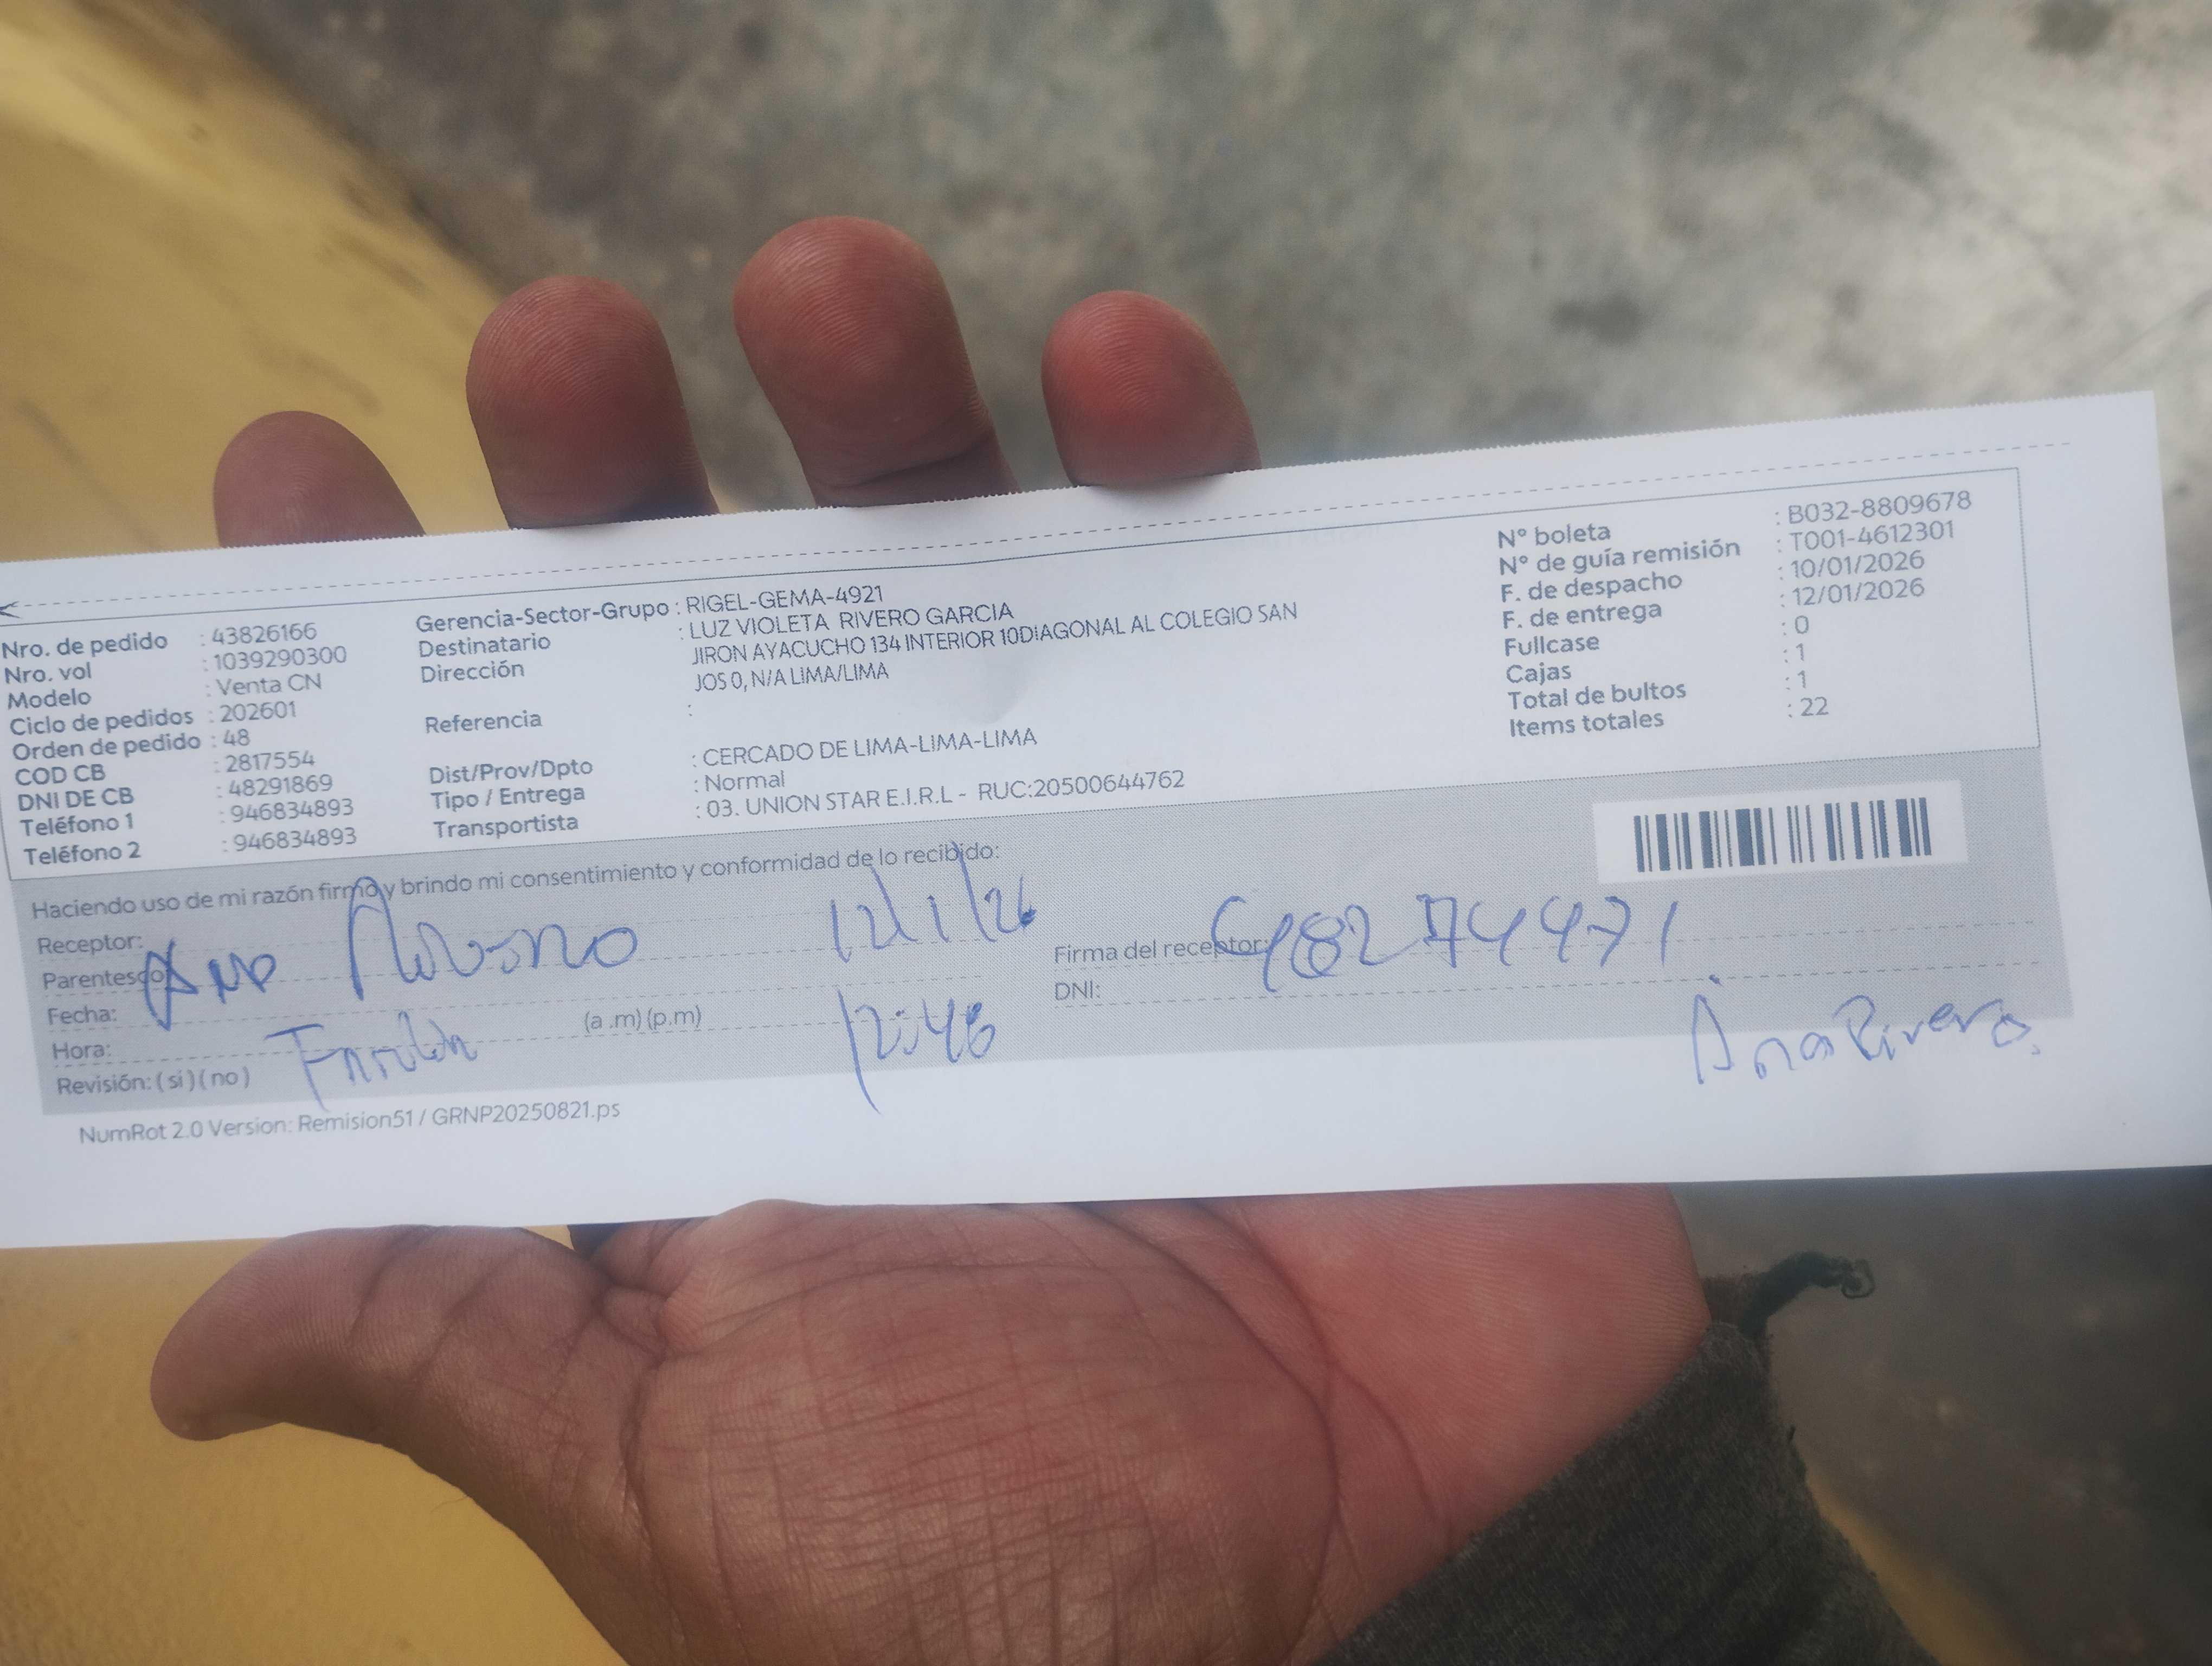 Nro. de pedido : 43826166
Nro. vol : 1039290300
Modelo : Venta CN
Ciclo de pedidos : 202601
Orden de pedido : 48
COD CB : 2817554
DNI DE CB : 48291869
Teléfono 1 : 946834893
Teléfono 2 : 946834893
Gerencia-Sector-Grupo : RIGEL-GEMA-4921
Destinatario : LUZ VIOLETA RIVERO GARCIA
Dirección JIRON AYACUCHO 134 INTERIOR 10DIAGONAL AL COLEGIO SAN
JOS 0, N/A LIMA/LIMA
Referencia :
Dist/Prov/Dpto : CERCADO DE LIMA-LIMA-LIMA
Tipo / Entrega : Normal
Transportista : 03. UNION STAR E.I.R.L - RUC:20500644762
N° boleta : B032-8809678
N° de guía remisión : T001-4612301
F. de despacho : 10/01/2026
F. de entrega : 12/01/2026
Fullcase : 0
Cajas : 1
Total de bultos : 1
Items totales : 22
Haciendo uso de mi razón firmo y brindo mi consentimiento y conformidad de lo recibido:
Receptor:
Parentesco: Ana 12/1/26
Fecha:
Hora: (a .m) (p.m) 12:46
Revisión: ( si ) ( no )
Firma del receptor: 48274471
DNI:
Ana Rivero
NumRot 2.0 Version: Remision51 / GRNP20250821.ps